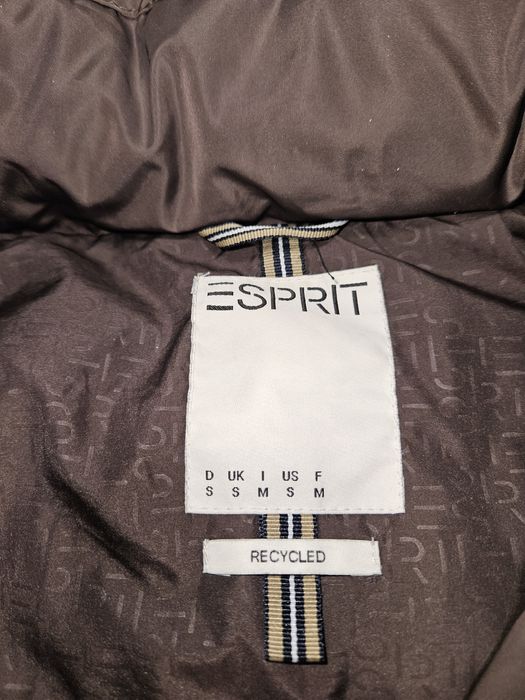 ESPRIT
D UK I US F
S S M S M
RECYCLED